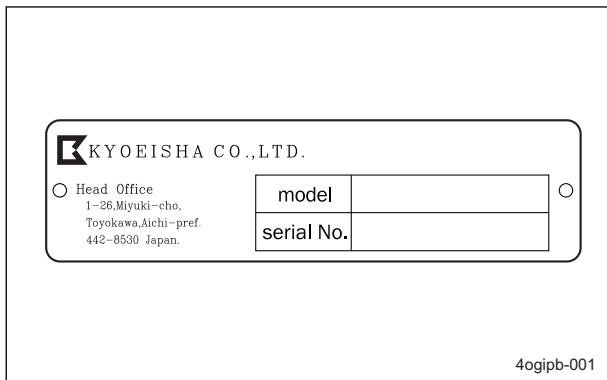 KYOEISHA CO.,LTD.
Head Office
1-26,Miyuki-cho,
Toyokawa,Aichi-pref.
442-8530 Japan.
model
serial No.
4ogipb-001